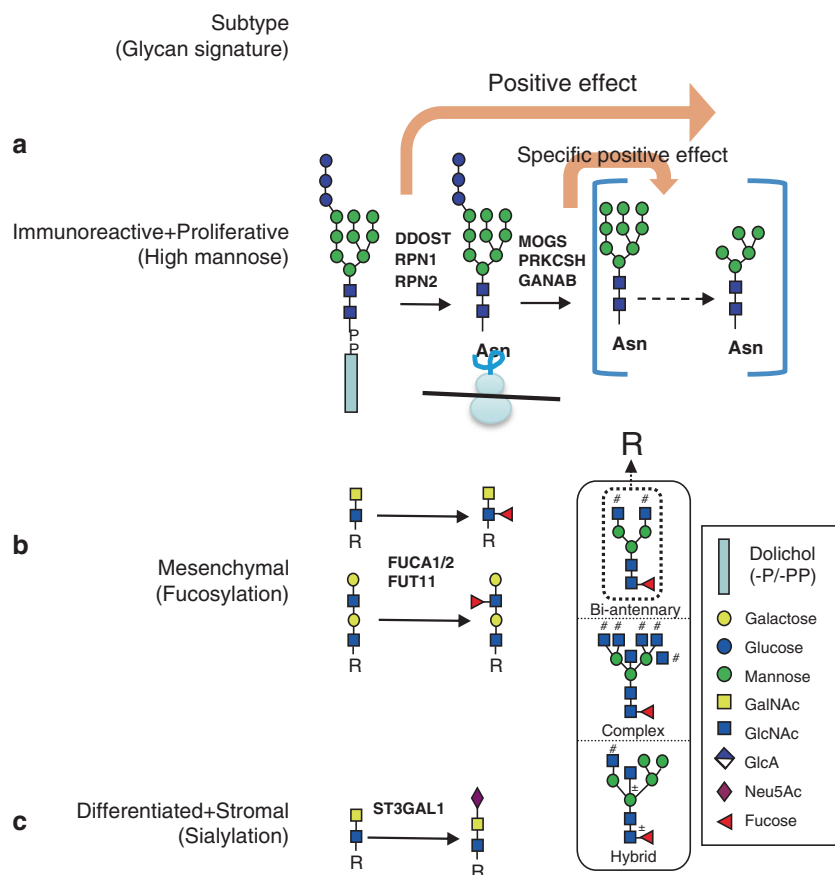 Subtype
(Glycan signature)
Positive effect
a
Specific positive effect
Immunoreactive+Proliferative
(High mannose)
DDOST
RPN1
RPN2
MOGS
PRKCSH
GANAB
P
P
Asn
Asn
Asn
R
b
Mesenchymal
(Fucosylation)
R
R
FUCA1/2
FUT11
R
R
# #
Bi-antennary
# # # #
#
Complex
#
±
±
Hybrid
Dolichol
(-P/-PP)
Galactose
Glucose
Mannose
GalNAc
GlcNAc
GlcA
Neu5Ac
Fucose
c
Differentiated+Stromal
(Sialylation)
ST3GAL1
R
R